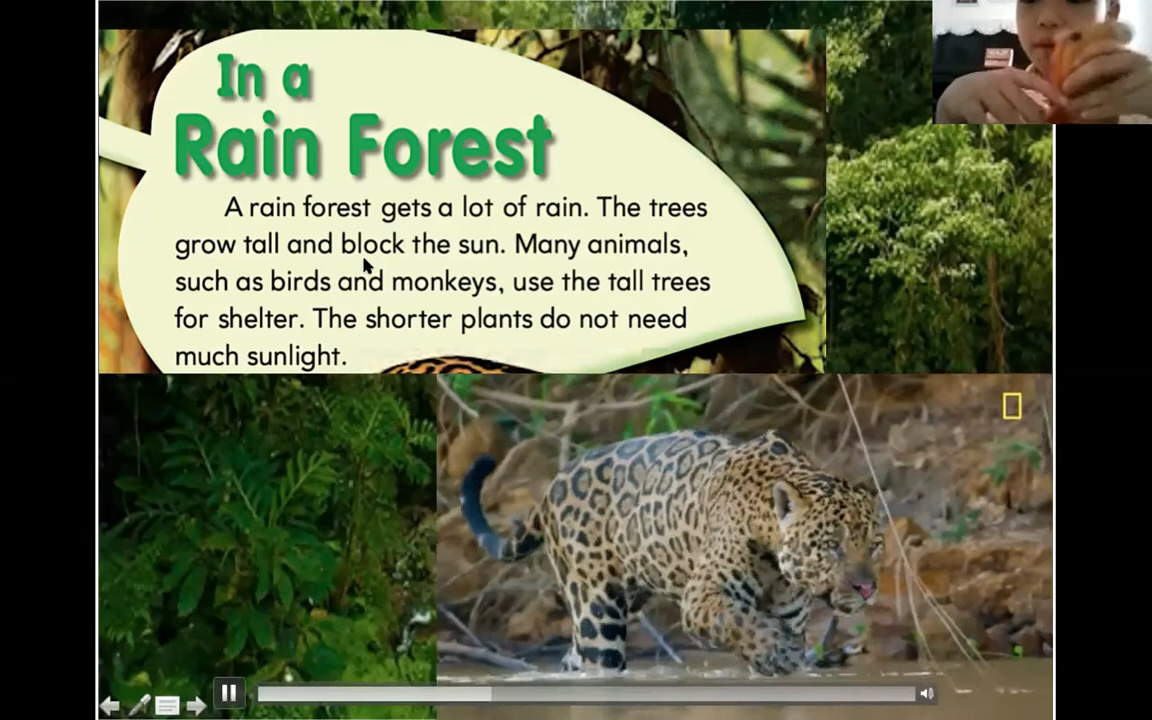 In a
Rain Forest
A rain forest gets a lot of rain. The trees
grow tall and block the sun. Many animals,
such as birds and monkeys, use the tall trees
for shelter. The shorter plants do not need
much sunlight.